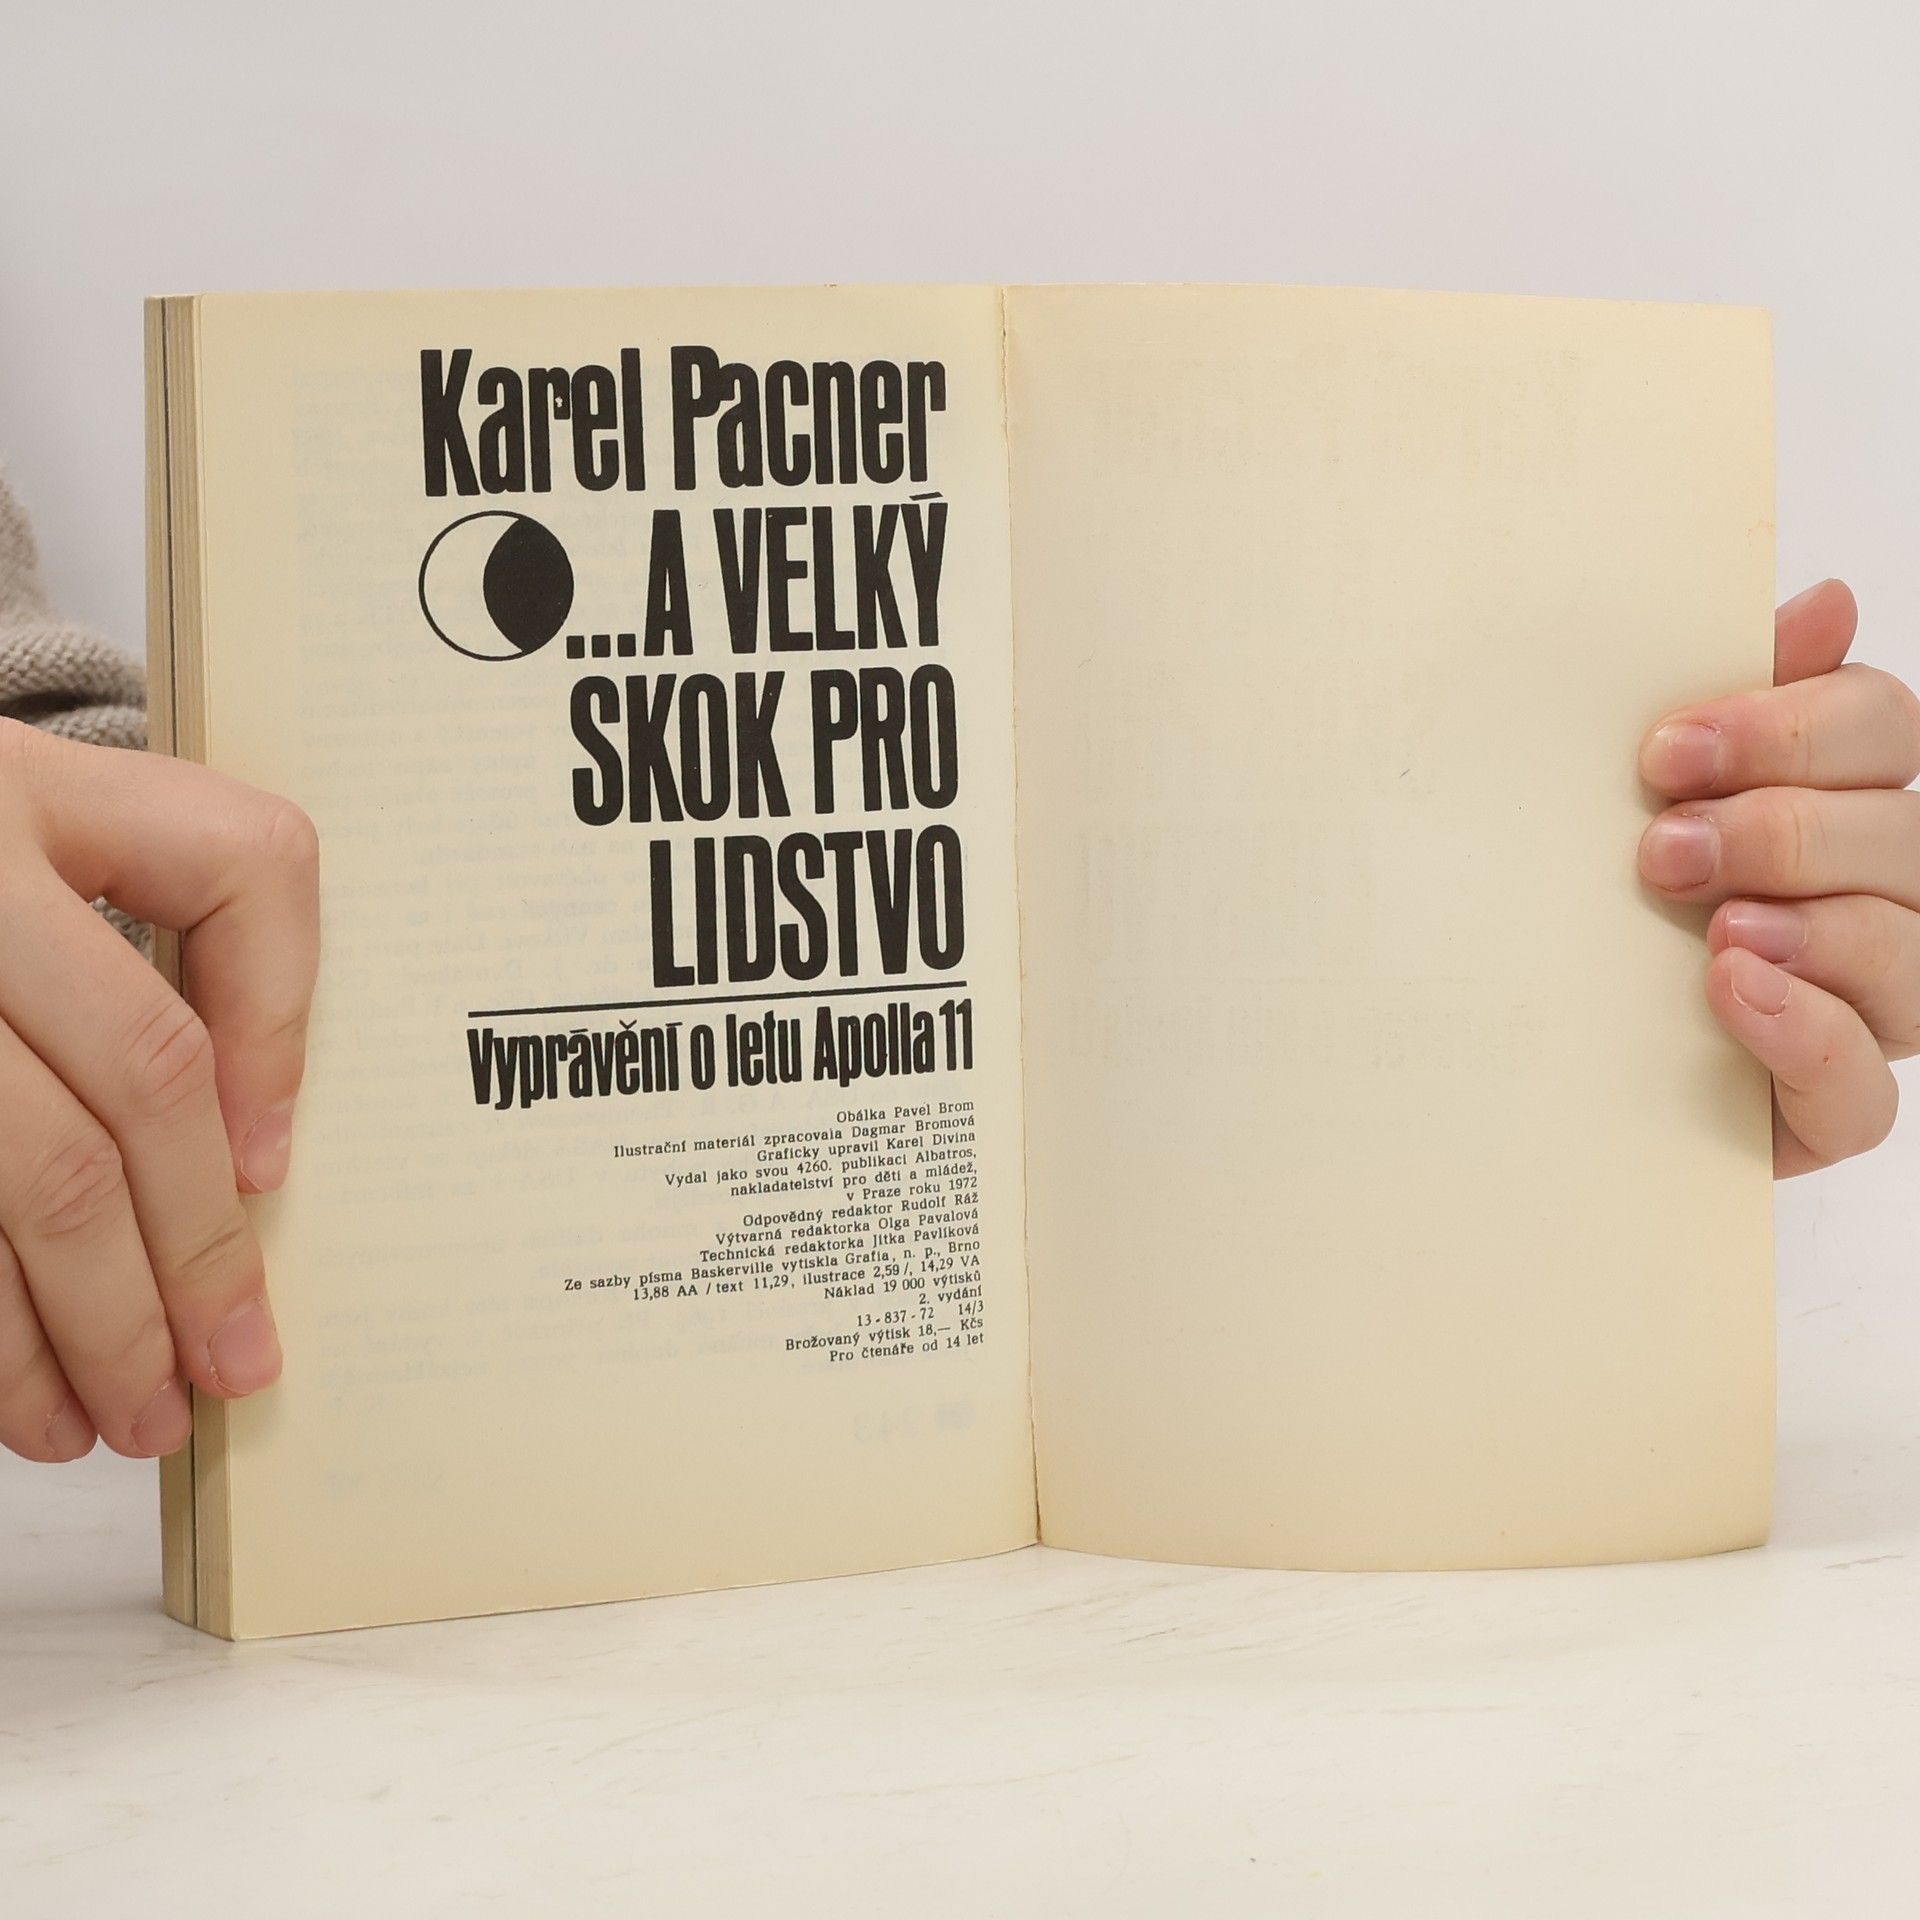 Karel Pacner
...A VELKÝ
SKOK PRO
LIDSTVO
Vyprávění o letu Apolla 11
Obálka Pavel Brom
Ilustrační materiál zpracovala Dagmar Bromová
Graficky upravil Karel Divina
Vydal jako svou 4260. publikaci Albatros,
nakladatelství pro děti a mládež,
v Praze roku 1972
Odpovědný redaktor Rudolf Ráž
Výtvarná redaktorka Olga Pavalová
Technická redaktorka Jitka Pavlíková
Ze sazby písma Baskerville vytiskla Grafia, n. p., Brno
13,88 AA /text 11,29, ilustrace 2,59/, 14,29 VA
Náklad 19 000 výtisků
2. vydání
13-837-72 14/3
Brožovaný výtisk 18,— Kčs
Pro čtenáře od 14 let